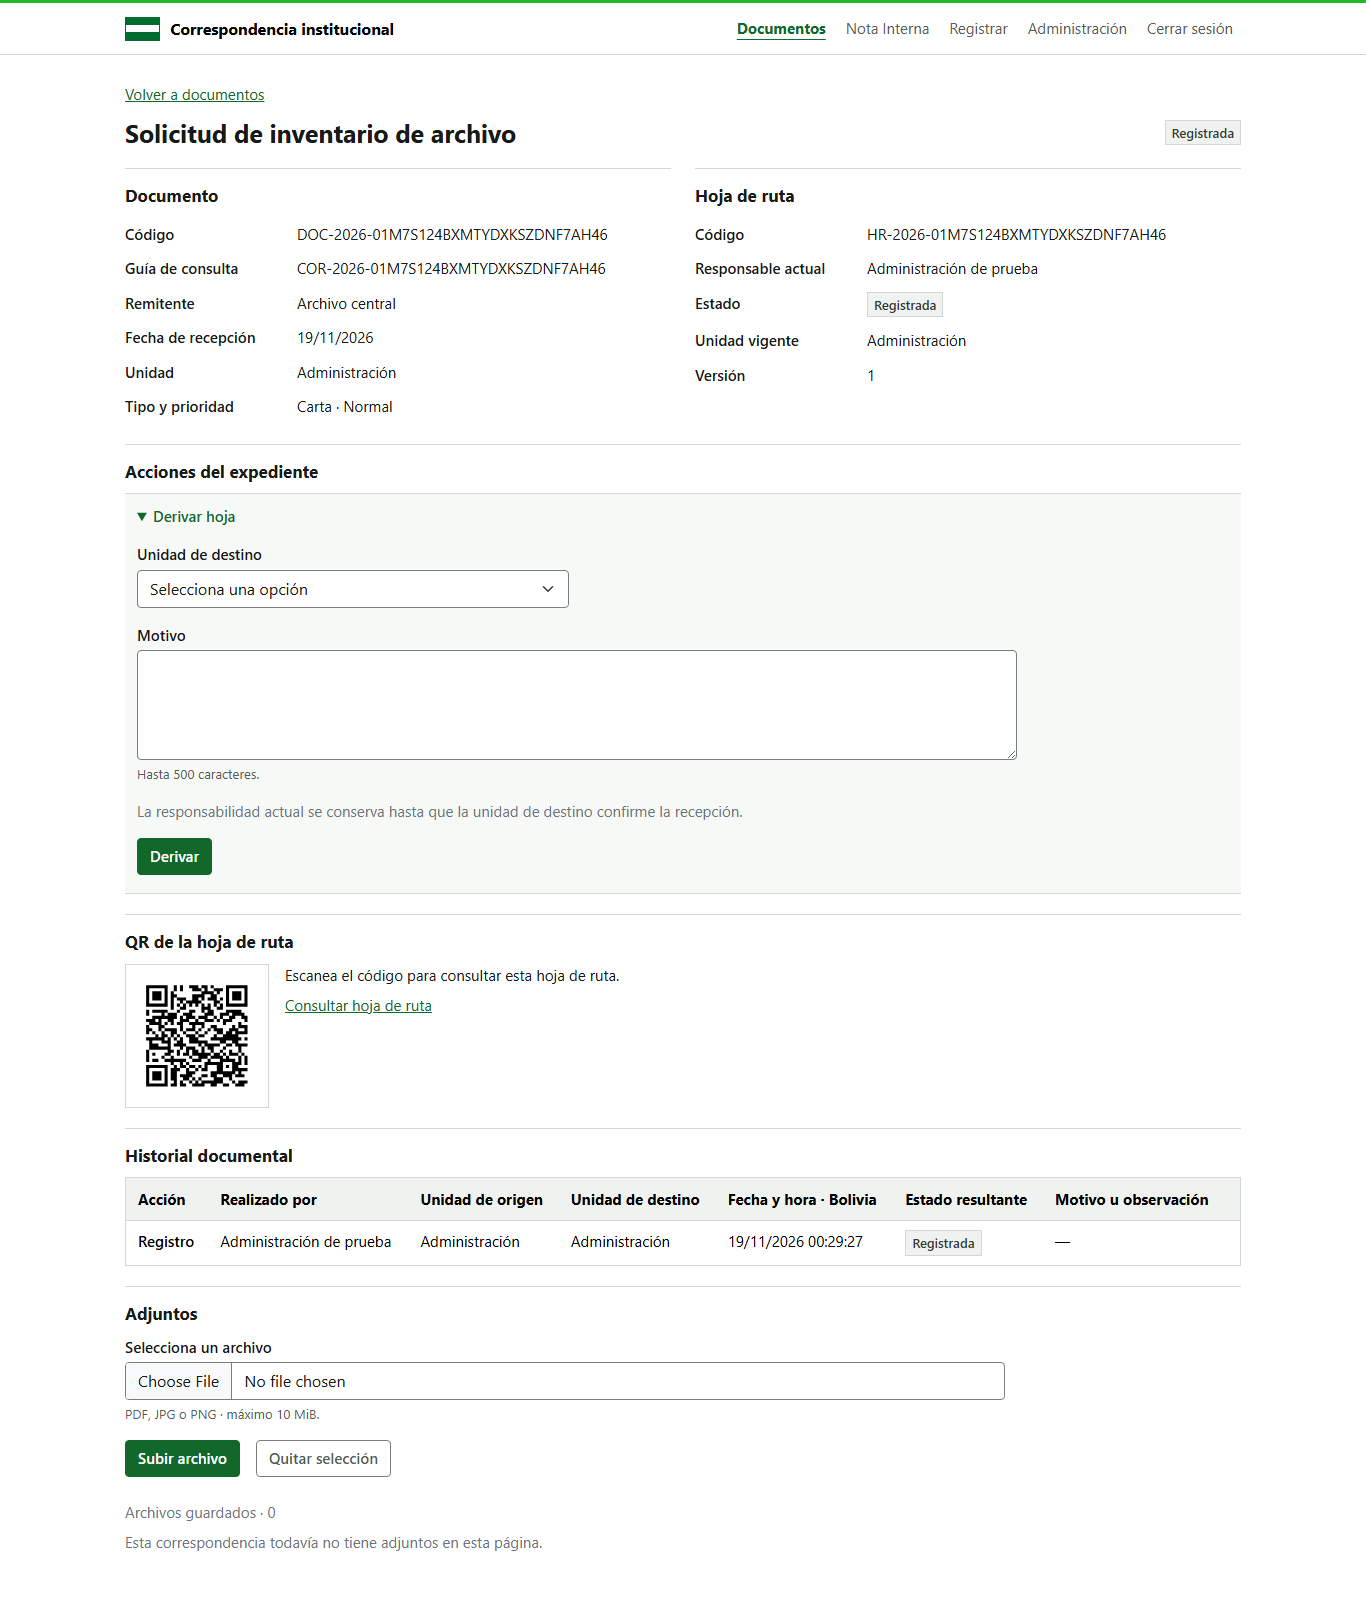 Correspondencia institucional
Documentos Nota Interna Registrar Administración Cerrar sesión
Volver a documentos
Solicitud de inventario de archivo
Registrada
Documento
Código DOC-2026-01M7S124BXMTYDXKSZDNF7AH46
Guía de consulta COR-2026-01M7S124BXMTYDXKSZDNF7AH46
Remitente Archivo central
Fecha de recepción 19/11/2026
Unidad Administración
Tipo y prioridad Carta · Normal
Hoja de ruta
Código HR-2026-01M7S124BXMTYDXKSZDNF7AH46
Responsable actual Administración de prueba
Estado Registrada
Unidad vigente Administración
Versión 1
Acciones del expediente
Derivar hoja
Unidad de destino
Selecciona una opción
Motivo
Hasta 500 caracteres.
La responsabilidad actual se conserva hasta que la unidad de destino confirme la recepción.
Derivar
QR de la hoja de ruta
Escanea el código para consultar esta hoja de ruta.
Consultar hoja de ruta
Historial documental
Acción Realizado por Unidad de origen Unidad de destino Fecha y hora · Bolivia Estado resultante Motivo u observación
Registro Administración de prueba Administración Administración 19/11/2026 00:29:27 Registrada —
Adjuntos
Selecciona un archivo
Choose File No file chosen
PDF, JPG o PNG · máximo 10 MiB.
Subir archivo Quitar selección
Archivos guardados · 0
Esta correspondencia todavía no tiene adjuntos en esta página.